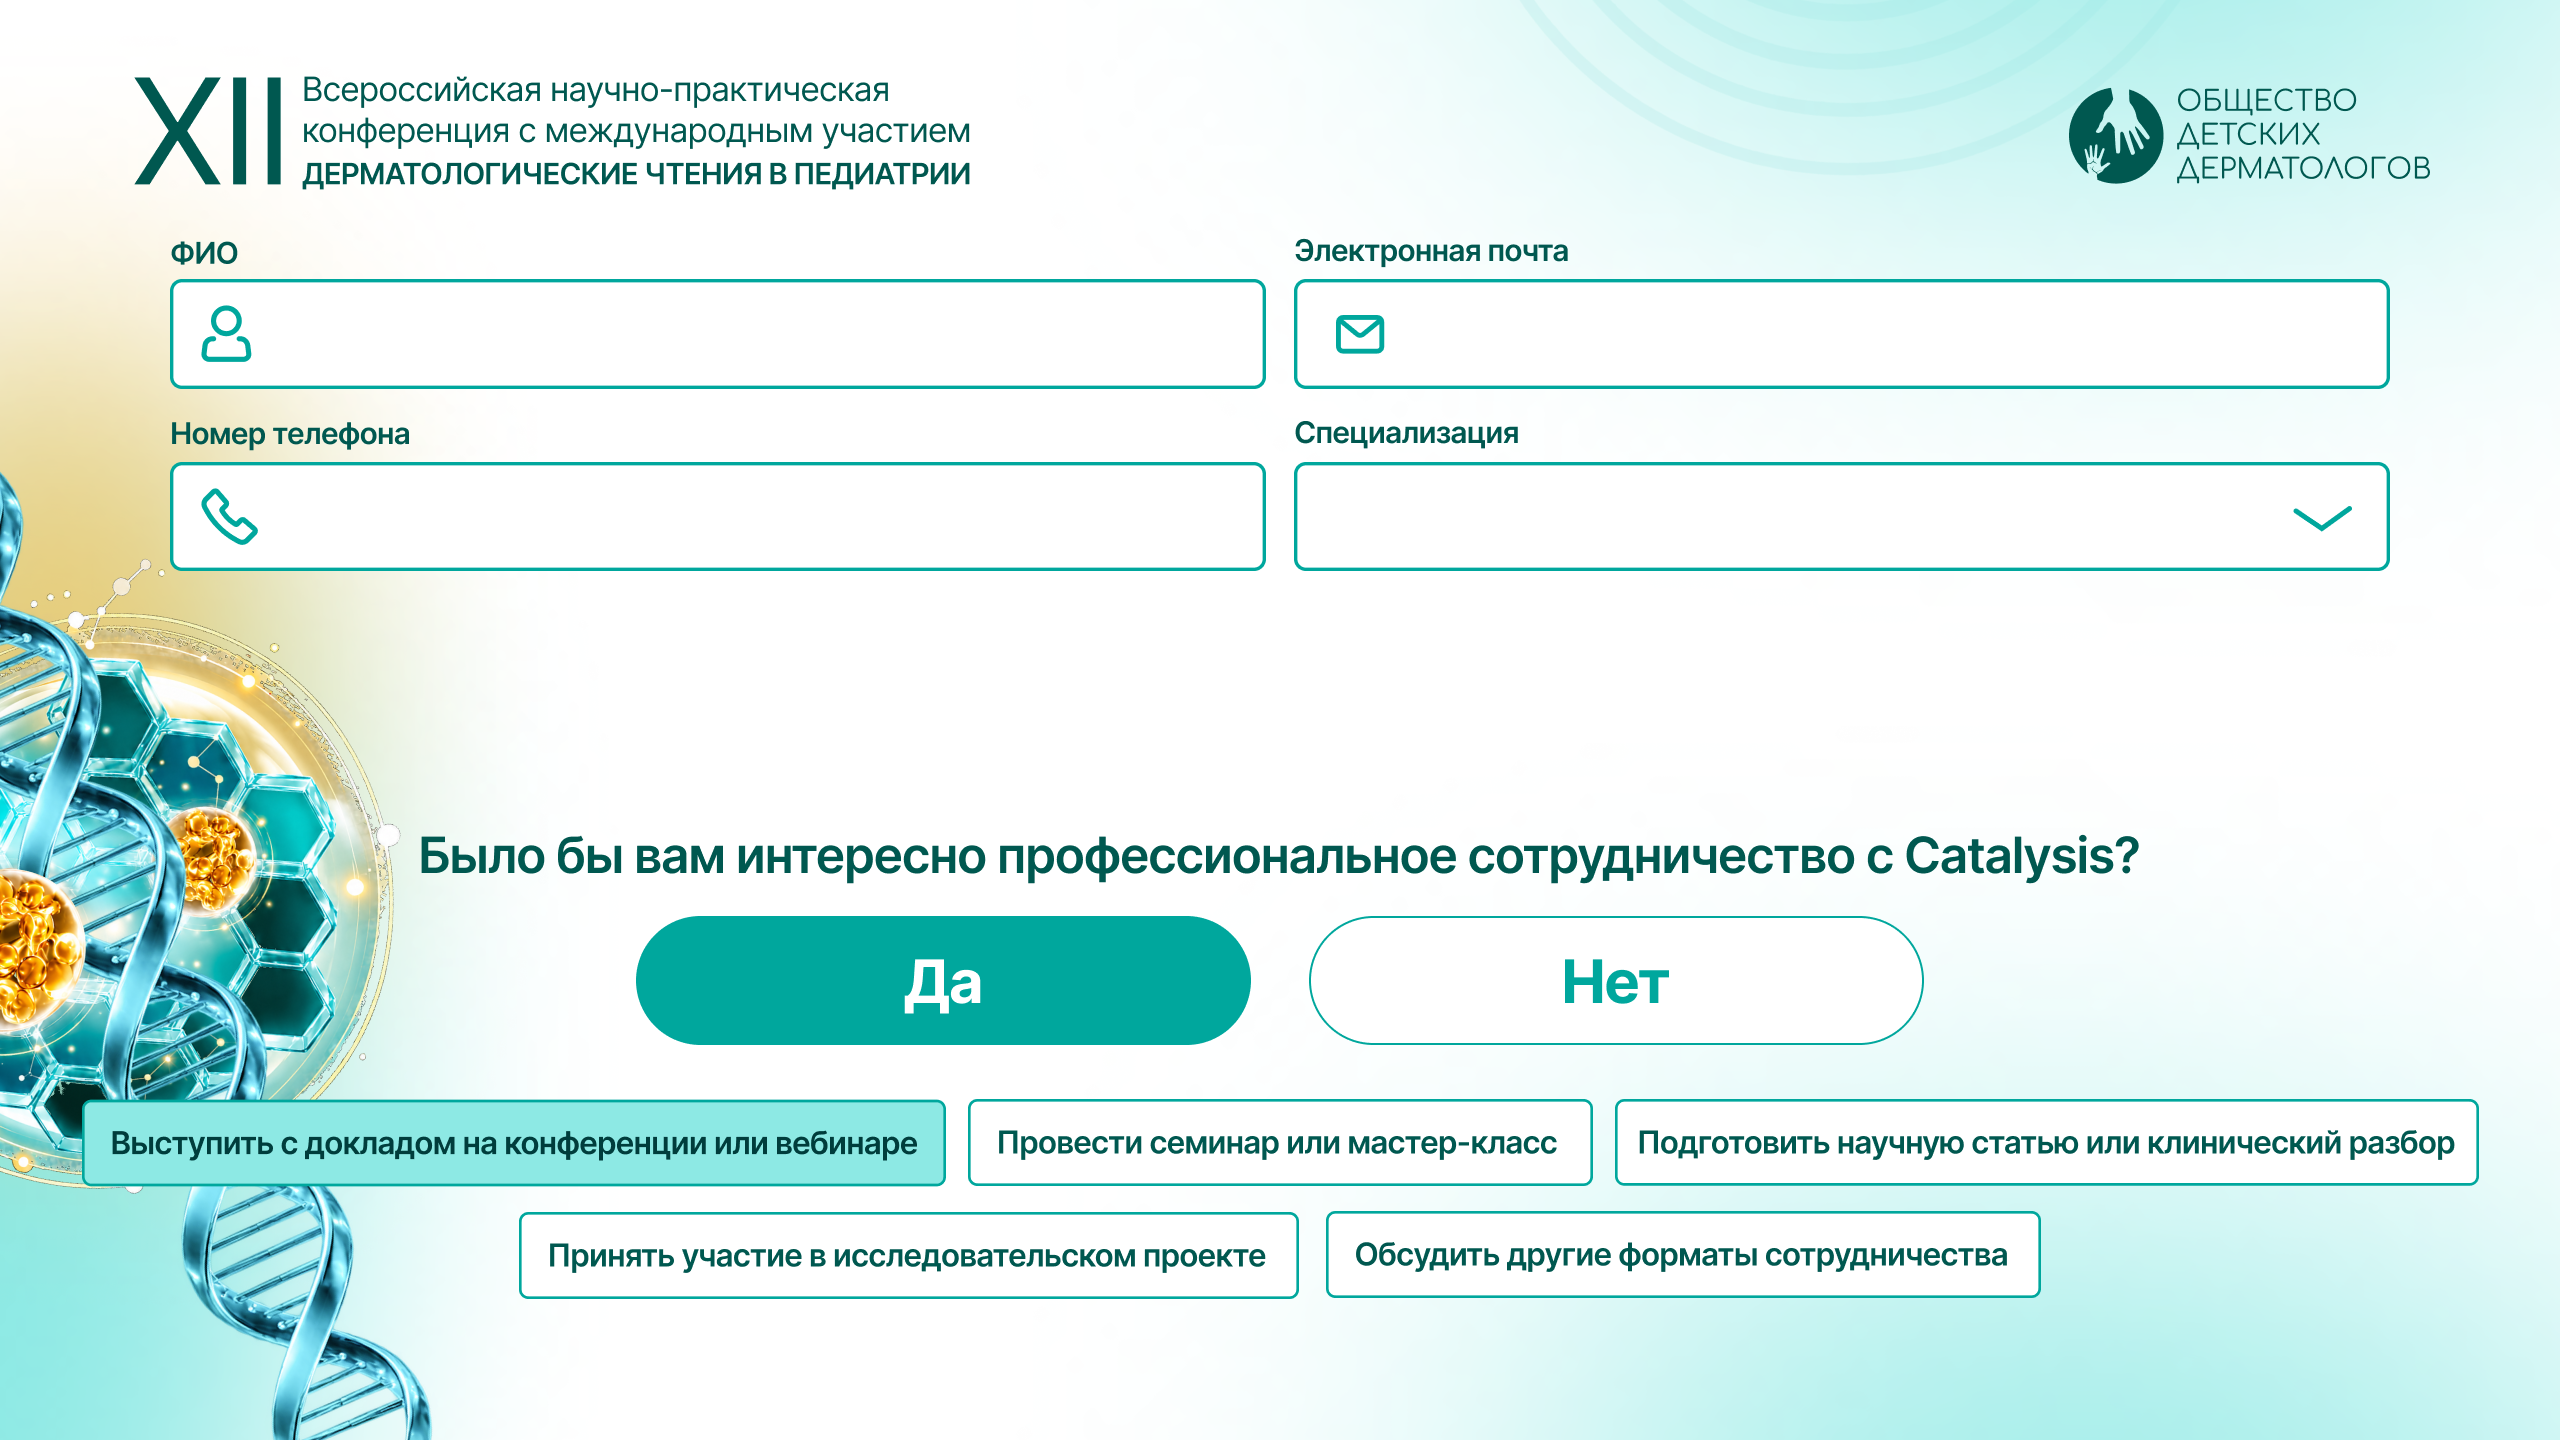 XII
Всероссийская научно-практическая
конференция с международным участием
ДЕРМАТОЛОГИЧЕСКИЕ ЧТЕНИЯ В ПЕДИАТРИИ
ОБЩЕСТВО
ДЕТСКИХ
ДЕРМАТОЛОГОВ
ФИО
Электронная почта
Номер телефона
Специализация
Было бы вам интересно профессиональное сотрудничество с Catalysis?
Да
Нет
Выступить с докладом на конференции или вебинаре
Провести семинар или мастер-класс
Подготовить научную статью или клинический разбор
Принять участие в исследовательском проекте
Обсудить другие форматы сотрудничества